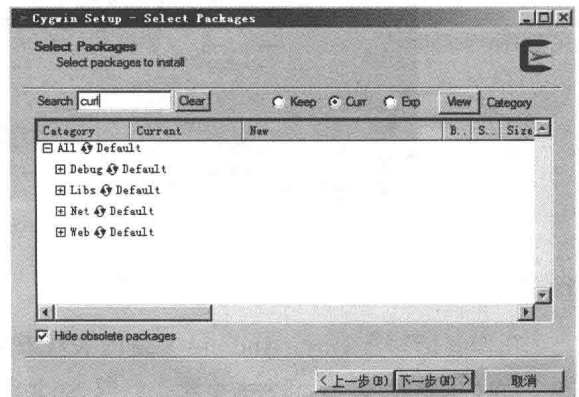 Cygwin Setup - Select Packages
Select Packages
Select packages to install
Search curl Clear Keep Curr Exp View Category
Category Current New B.. S.. Size
All Default
Debug Default
Libs Default
Net Default
Web Default
Hide obsolete packages
< 上一步(B) 下一步(N) > 取消